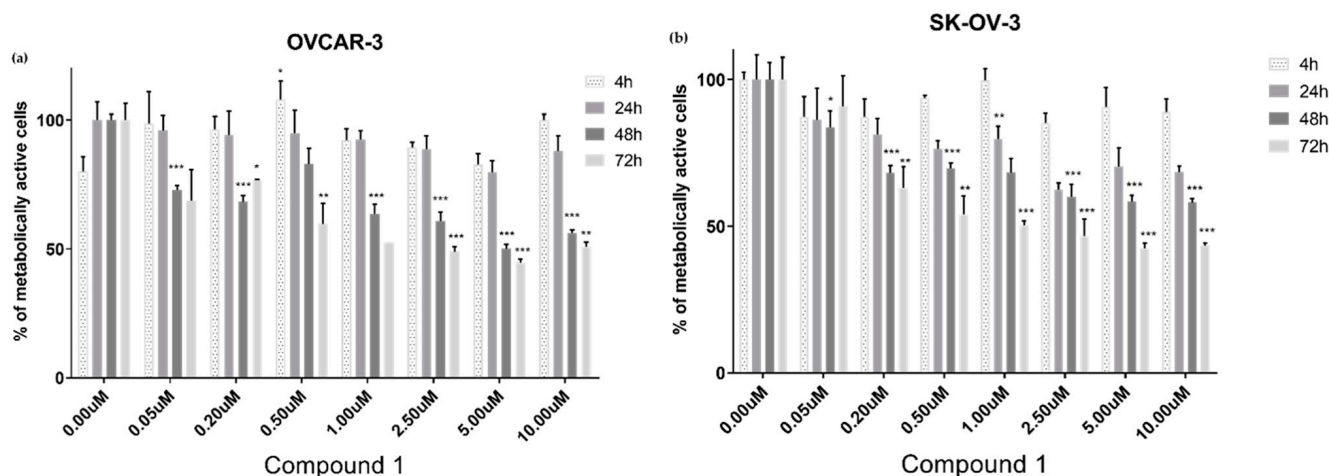 (a)
OVCAR-3
% of metabolically active cells
100
50
0
*
***
***
*
**
***
***
***
***
***
***
**
4h
24h
48h
72h
0.00uM
0.05uM
0.20uM
0.50uM
1.00uM
2.50uM
5.00uM
10.00uM
Compound 1
(b)
SK-OV-3
% of metabolically active cells
100
50
0
*
***
**
***
**
**
***
***
***
***
***
***
***
4h
24h
48h
72h
0.00uM
0.05uM
0.20uM
0.50uM
1.00uM
2.50uM
5.00uM
10.00uM
Compound 1